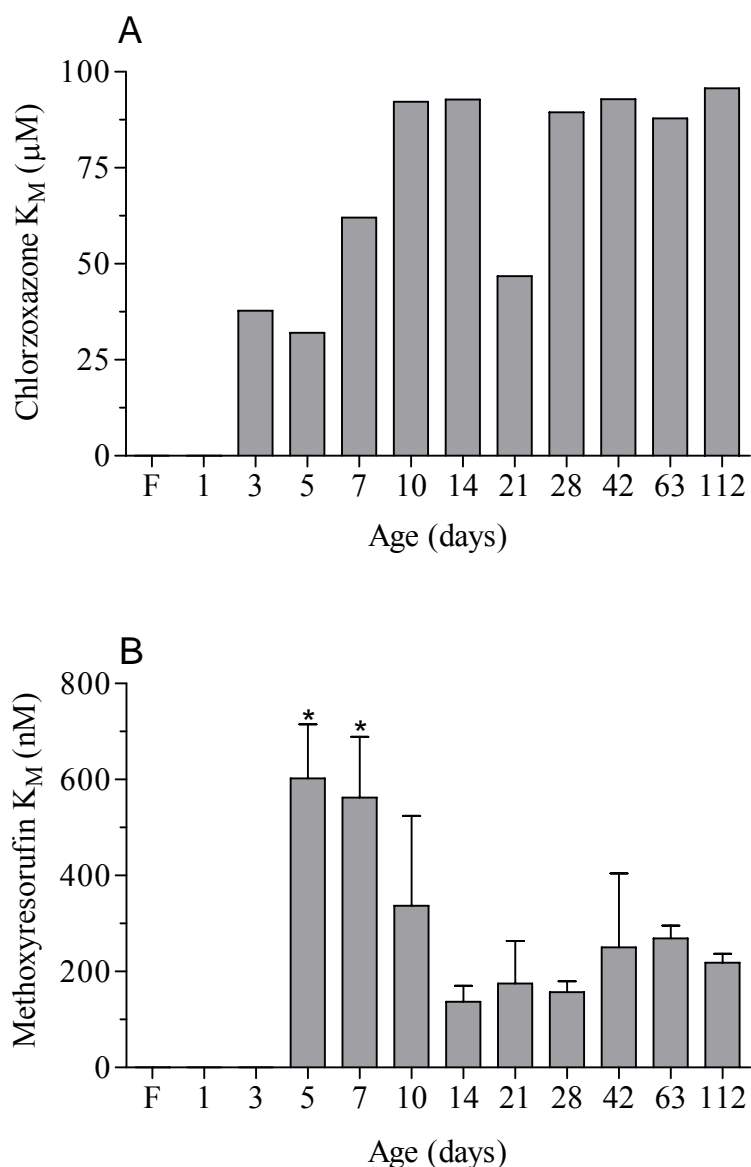 A
Chlorzoxazone K_M (μM)
100
75
50
25
0
F 1 3 5 7 10 14 21 28 42 63 112
Age (days)
B
Methoxyresorufin K_M (nM)
800
600
400
200
0
* *
F 1 3 5 7 10 14 21 28 42 63 112
Age (days)